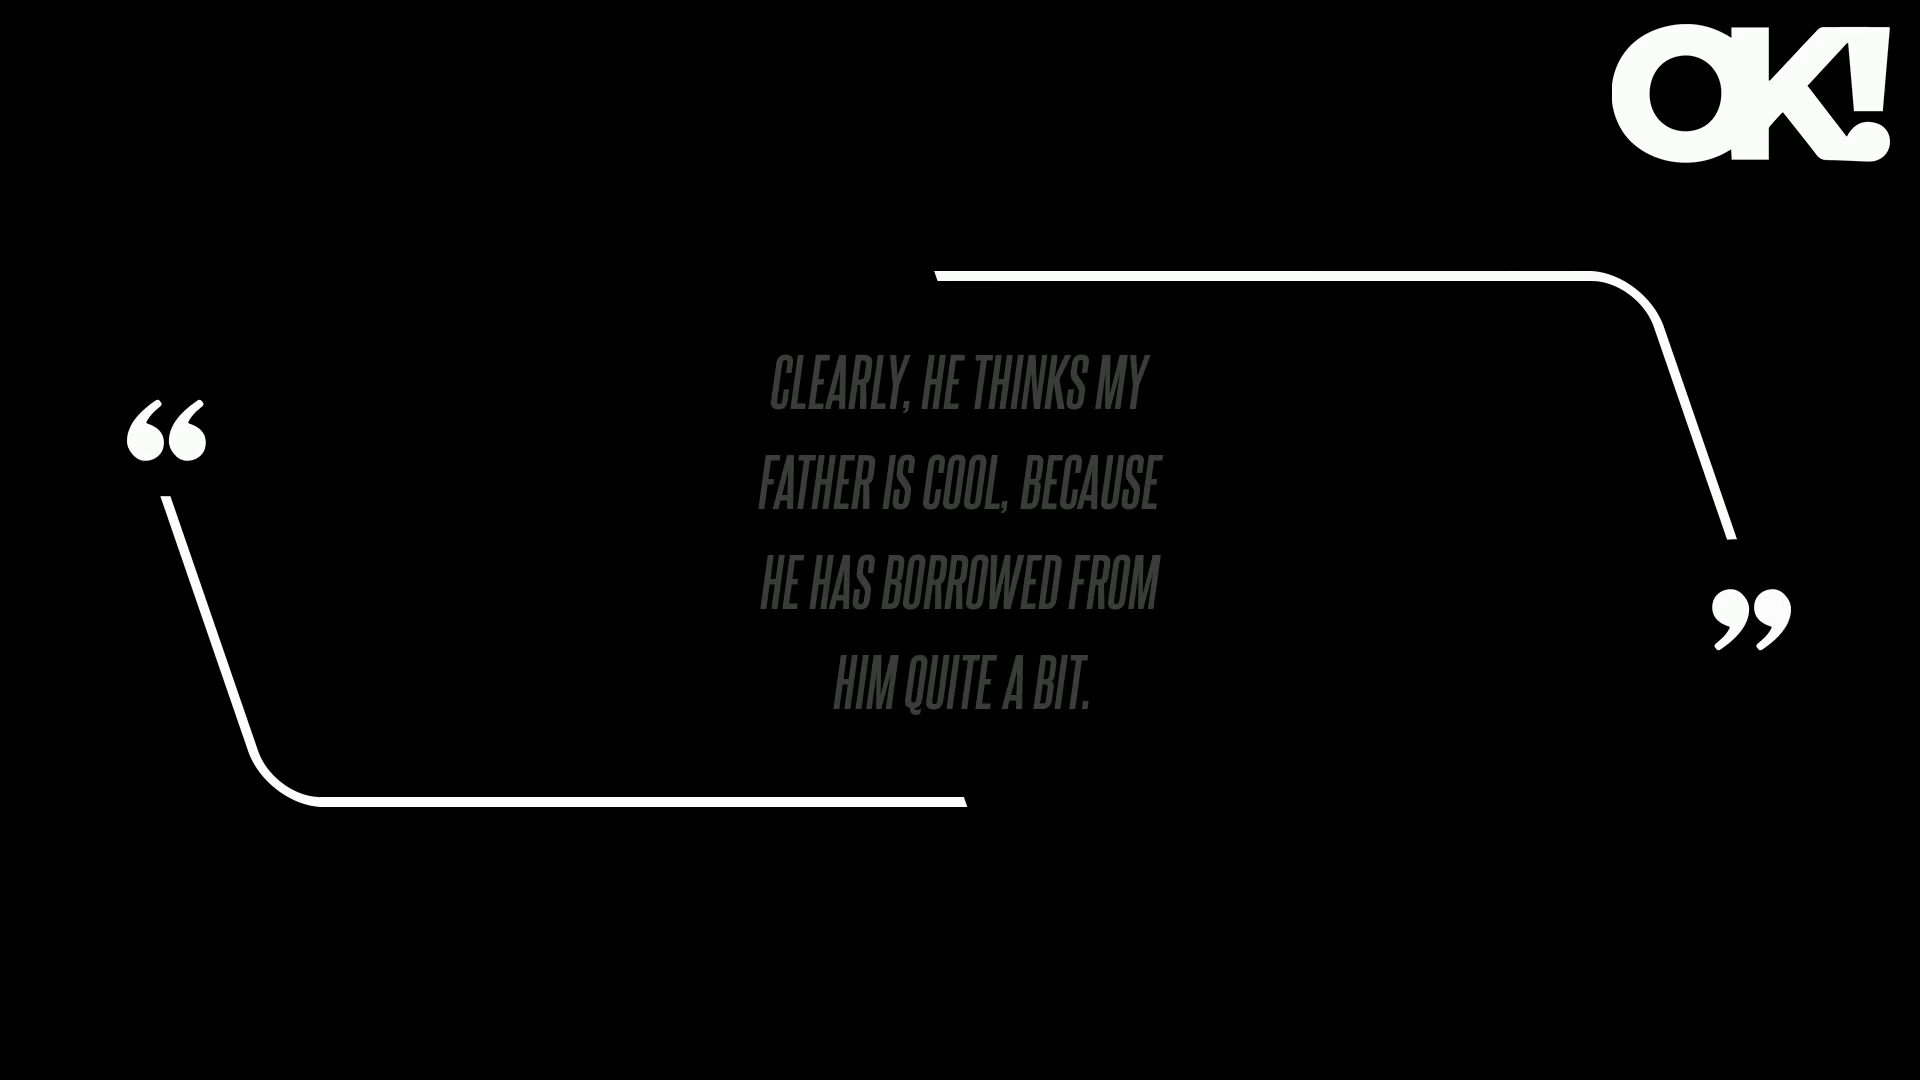 OK!
“
CLEARLY, HE THINKS MY
FATHER IS COOL, BECAUSE
HE HAS BORROWED FROM
HIM QUITE A BIT.
”